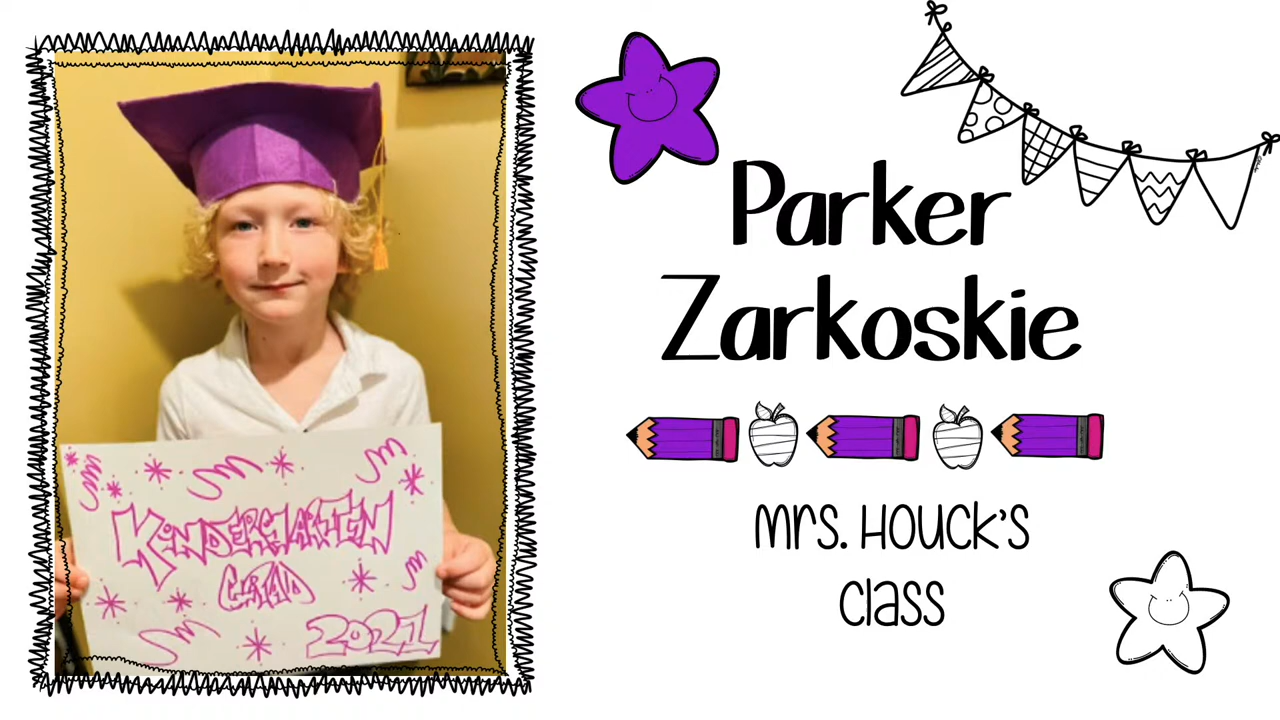 Parker
Zarkoskie
mrs. Houck's
class
KINDERGARTEN
GRAD
2021